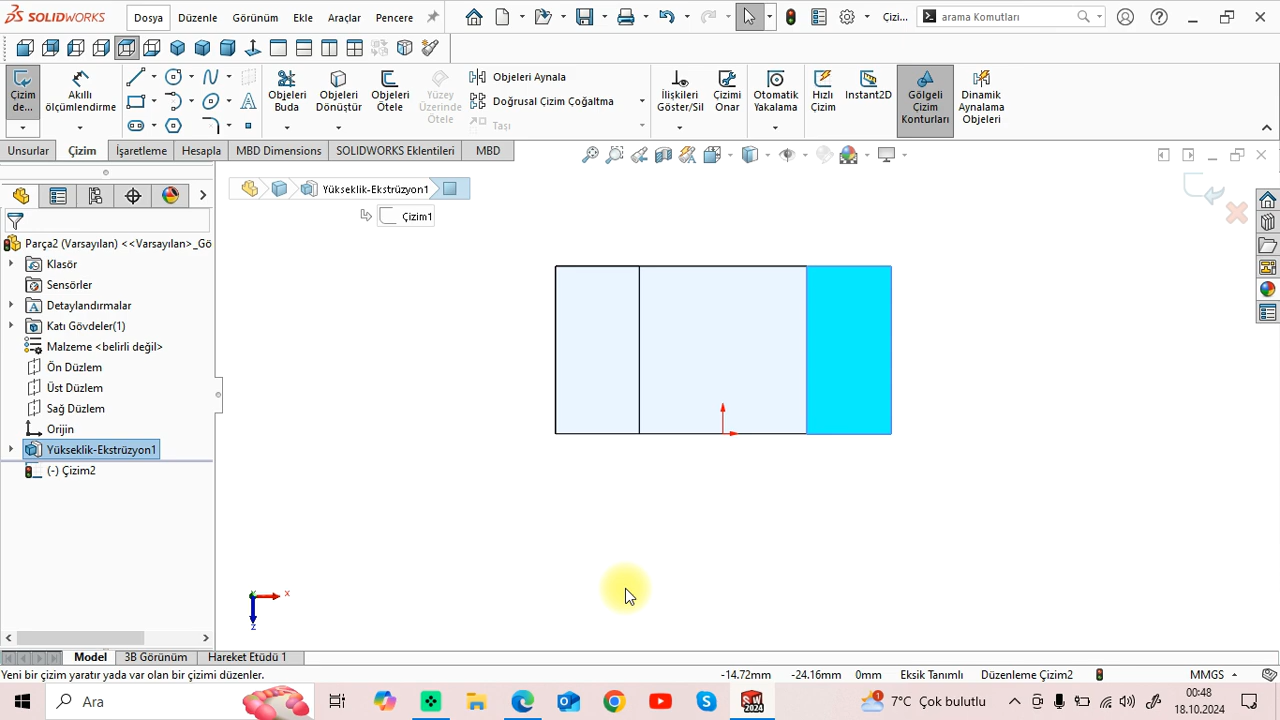 SOLIDWORKS Dosya Düzenle Görünüm Ekle Araçlar Pencere Çizi... arama Komutları
Çizim de...
Akıllı ölçümlendirme
Objeleri Buda
Objeleri Dönüştür
Objeleri Ötele
Yüzey Üzerinde Ötele
Objeleri Aynala
Doğrusal Çizim Çoğaltma
Taşı
İlişkileri Göster/Sil
Çizimi Onar
Otomatik Yakalama
Hızlı Çizim
Instant2D
Gölgeli Çizim Konturları
Dinamik Aynalama Objeleri
Unsurlar Çizim İşaretleme Hesapla MBD Dimensions SOLIDWORKS Eklentileri MBD
Yükseklik-Ekstrüzyon1
Çizim1
Parça2 (Varsayılan) <<Varsayılan>_Gö
Klasör
Sensörler
Detaylandırmalar
Katı Gövdeler(1)
Malzeme <belirli değil>
Ön Düzlem
Üst Düzlem
Sağ Düzlem
Orijin
Yükseklik-Ekstrüzyon1
(-) Çizim2
Y
x
z
Model 3B Görünüm Hareket Etüdü 1
Yeni bir çizim yaratır yada var olan bir çizimi düzenler. -14.72mm -24.16mm 0mm Eksik Tanımlı Düzenleme Çizim2 MMGS
Ara
SW
2024
1
7°C Çok bulutlu
00:48
18.10.2024